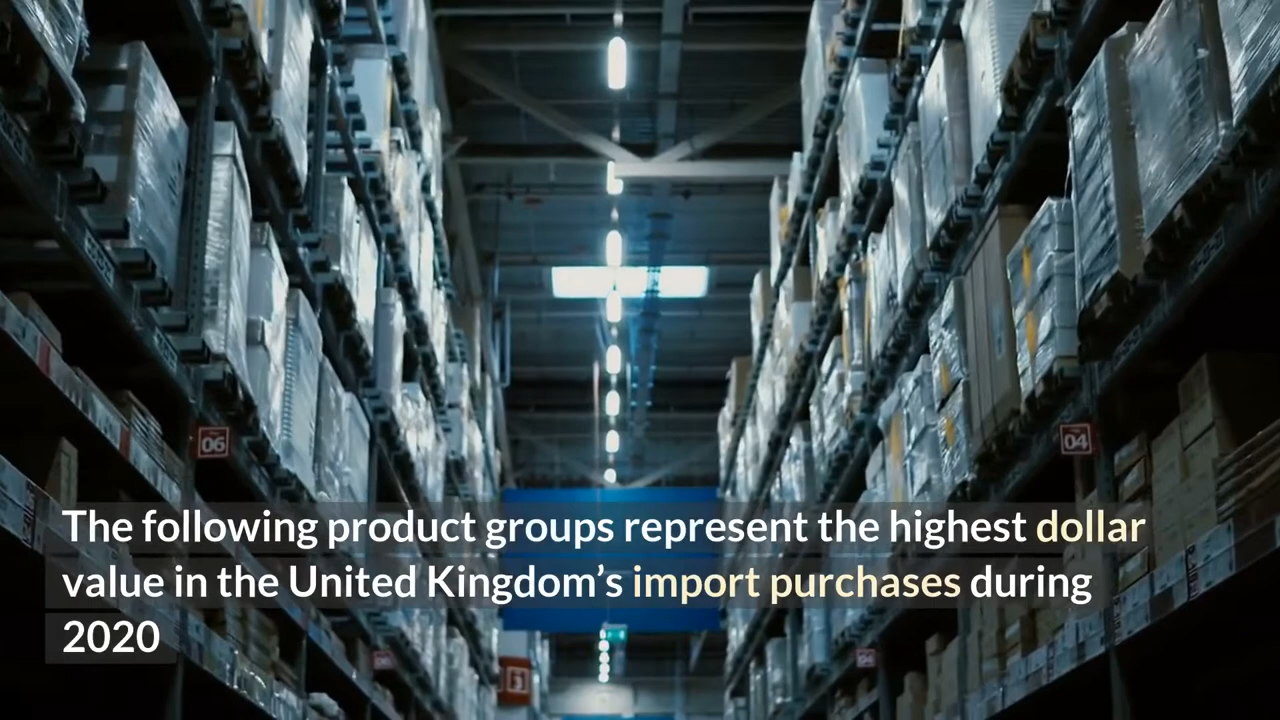 06
04
The following product groups represent the highest dollar
value in the United Kingdom’s import purchases during
2020
04